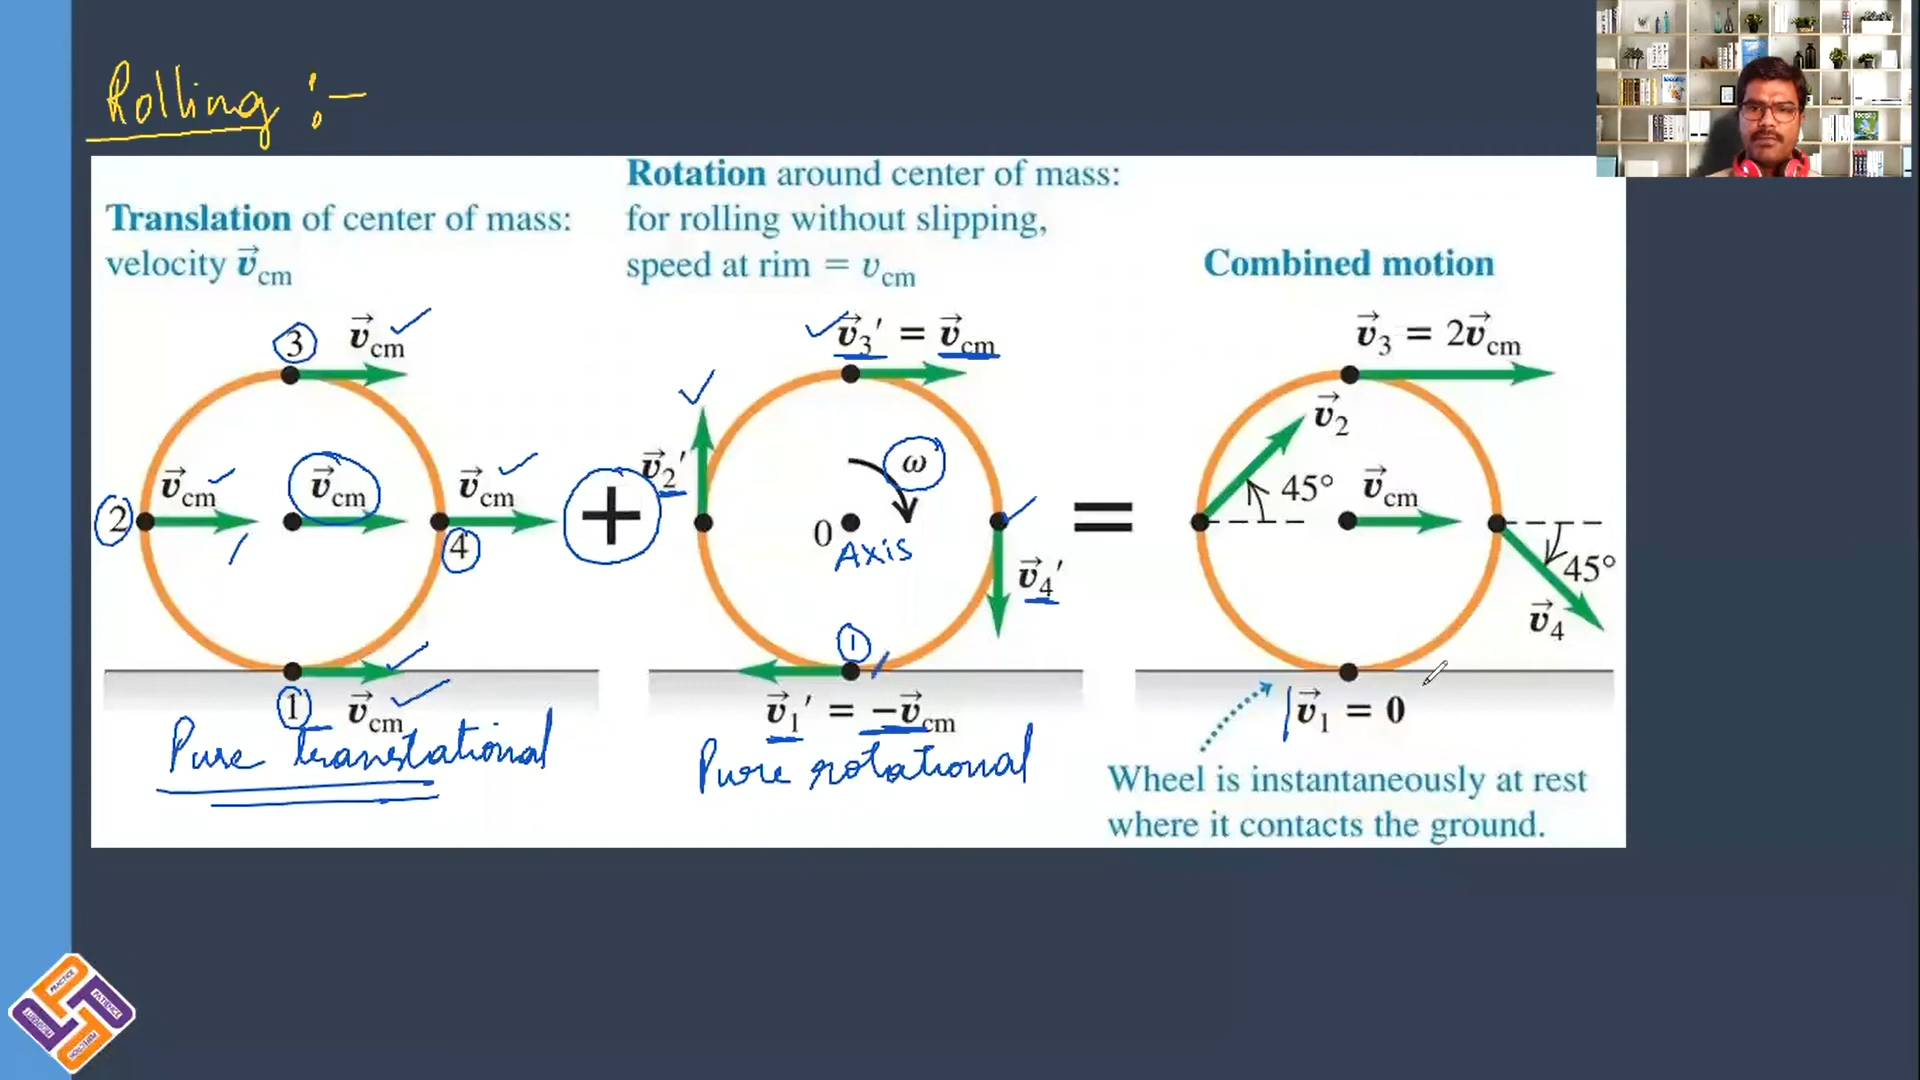 Rolling :-
Translation of center of mass:
velocity v⃗cm
Rotation around center of mass:
for rolling without slipping,
speed at rim = vcm
Combined motion
3
v⃗cm
v⃗3′ = v⃗cm
v⃗3 = 2v⃗cm
2
v⃗cm
v⃗cm
v⃗cm
4
+
v⃗2′
ω
0
Axis
v⃗4′
=
v⃗2
45°
v⃗cm
45°
v⃗4
1
v⃗cm
1
v⃗1′ = −v⃗cm
v⃗1 = 0
Pure translational
Pure rotational
Wheel is instantaneously at rest
where it contacts the ground.
PRACTICE
PATIENCE